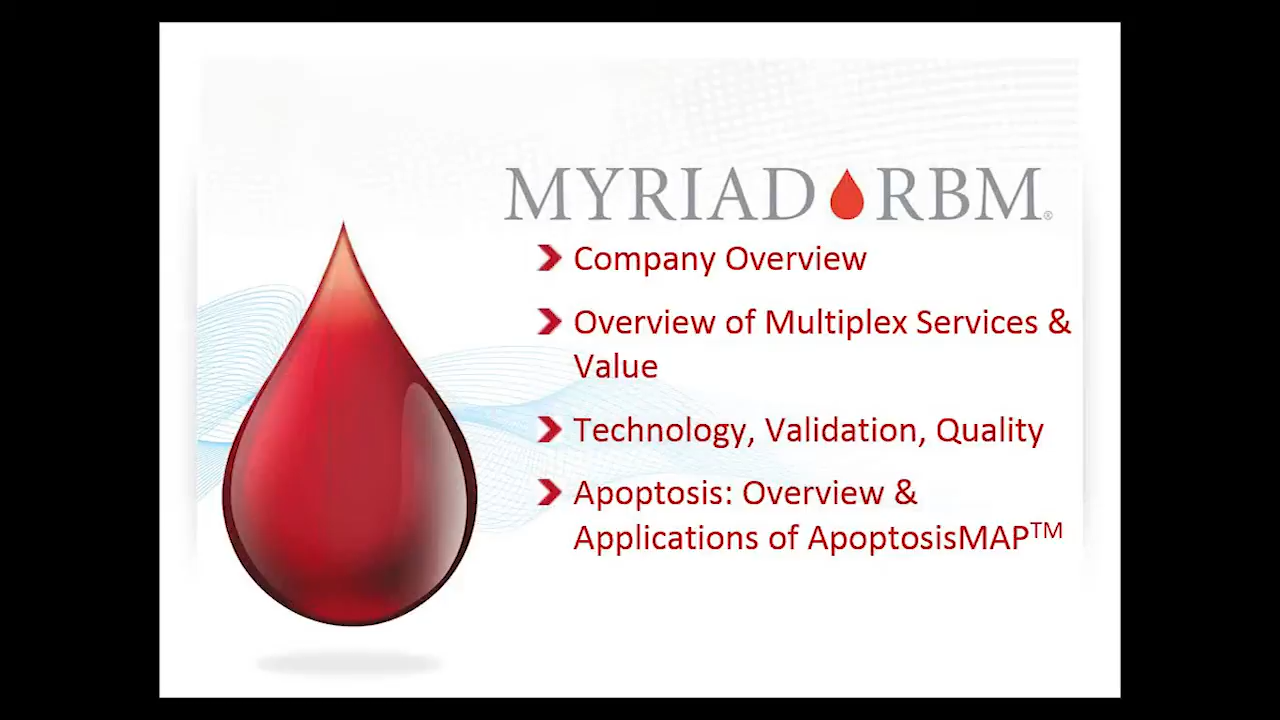 MYRIAD RBM®
Company Overview
Overview of Multiplex Services &
Value
Technology, Validation, Quality
Apoptosis: Overview &
Applications of ApoptosisMAP™